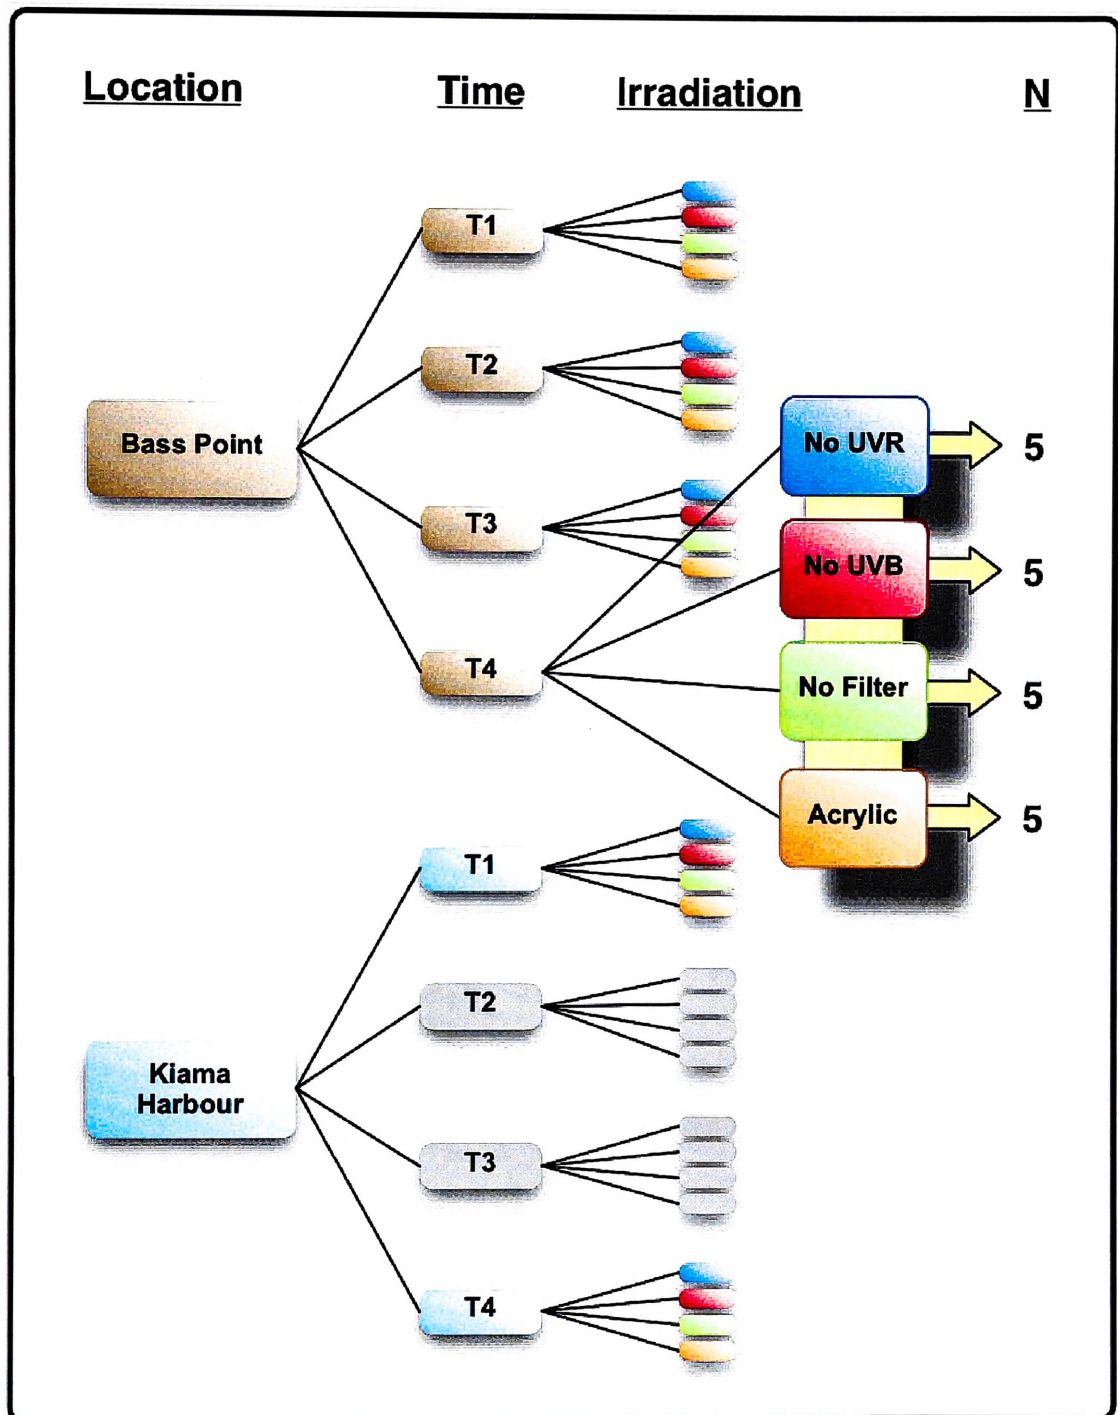 Location Time Irradiation N
T1
T2
Bass Point
No UVR 5
T3
No UVB 5
T4
No Filter 5
Acrylic 5
T1
T2
Kiama
Harbour
T3
T4